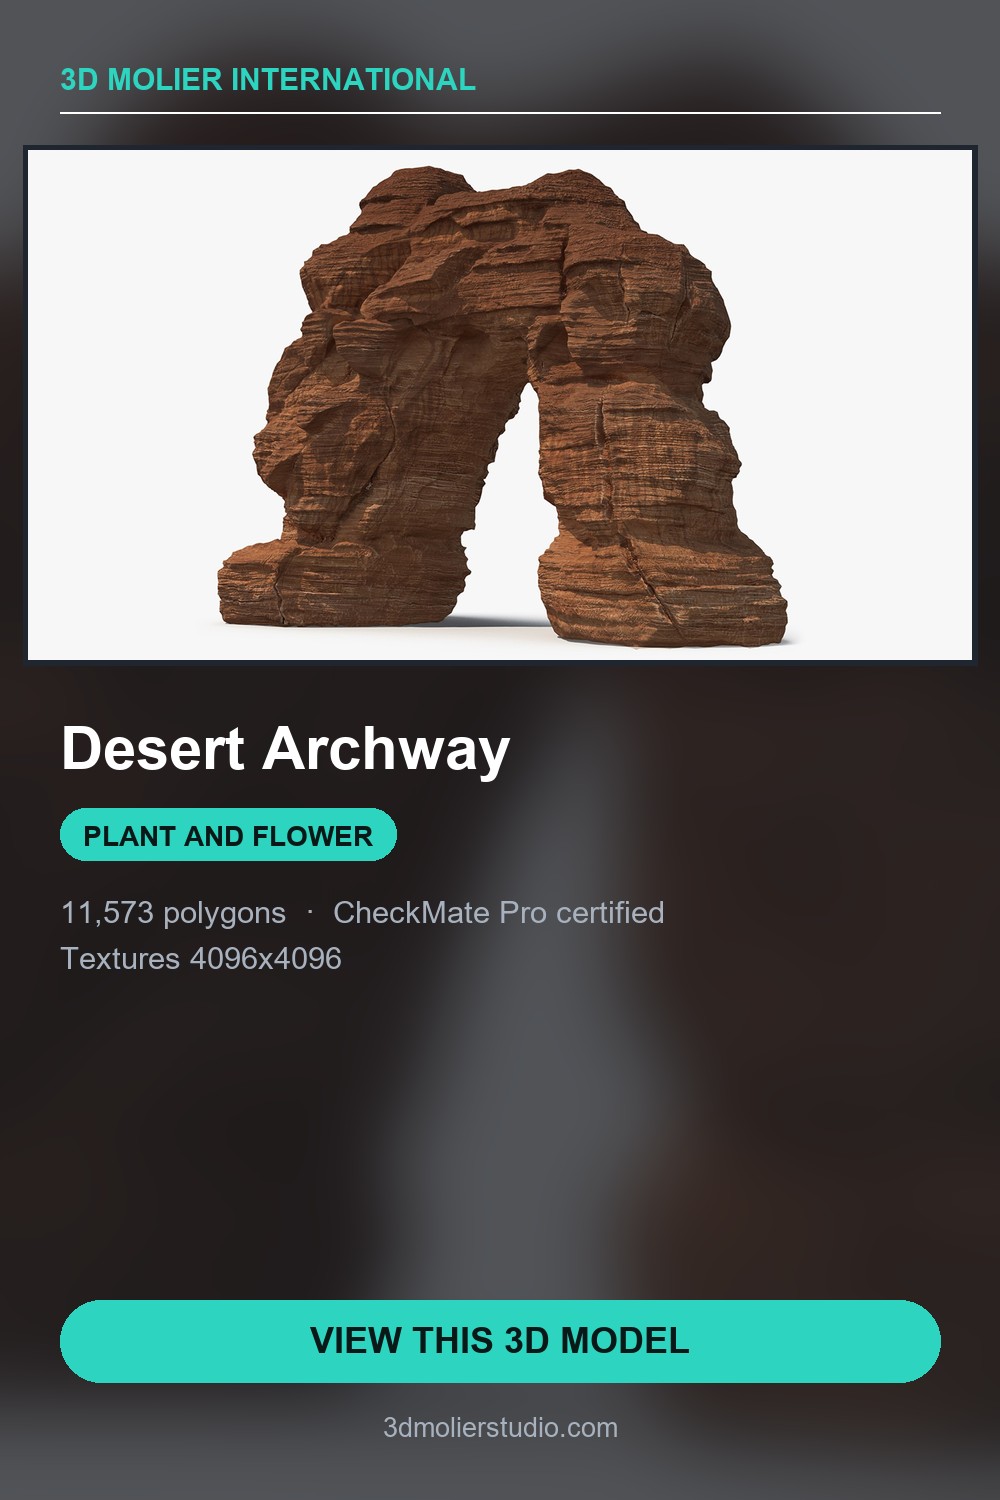 3D MOLIER INTERNATIONAL
Desert Archway
PLANT AND FLOWER
11,573 polygons · CheckMate Pro certified
Textures 4096x4096
VIEW THIS 3D MODEL
3dmolierstudio.com